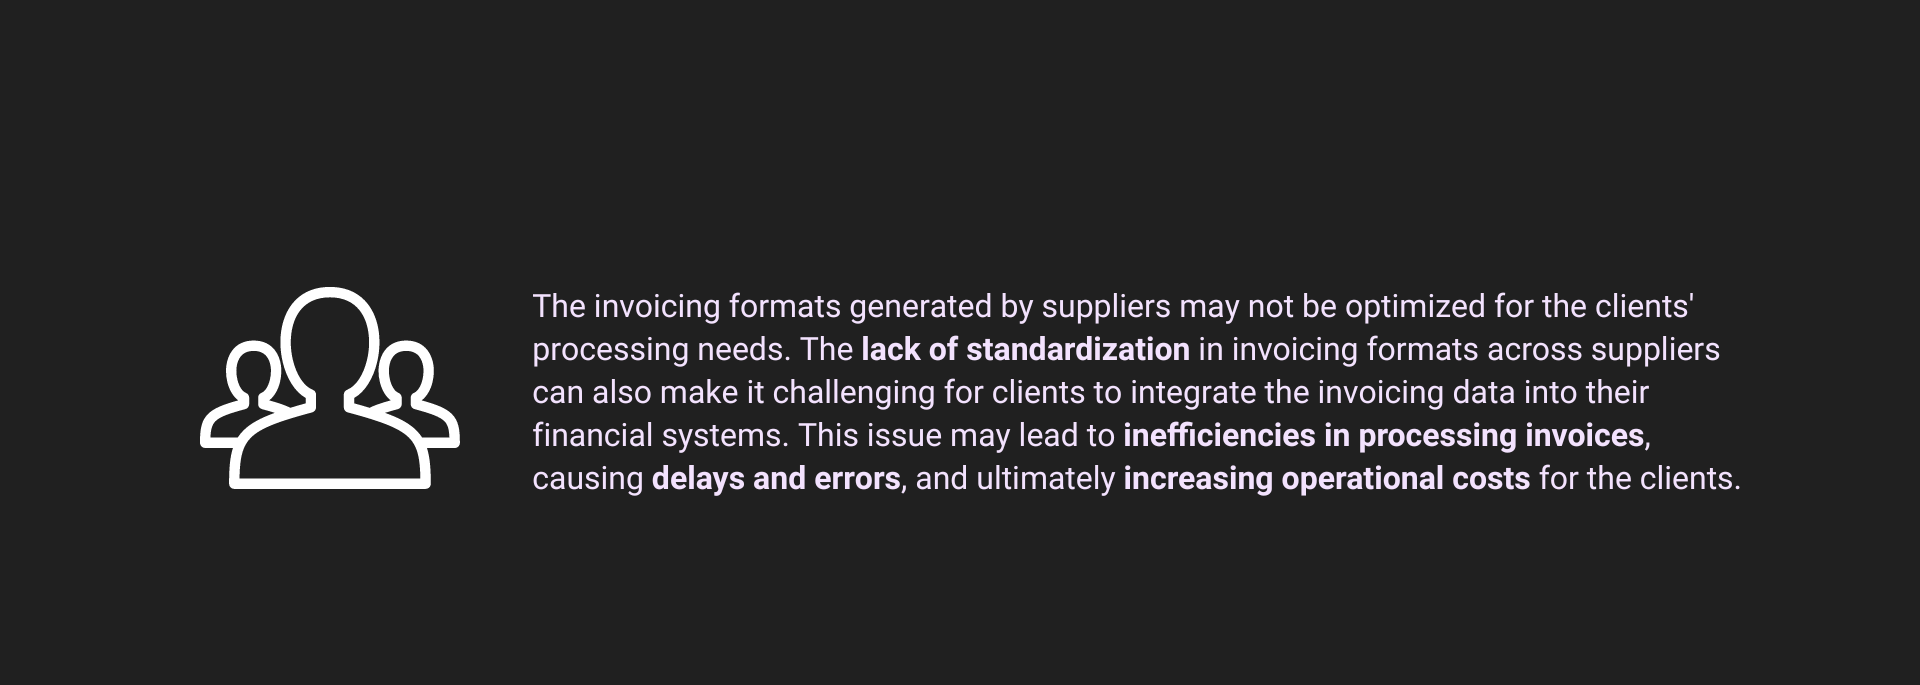 The invoicing formats generated by suppliers may not be optimized for the clients'
processing needs. The lack of standardization in invoicing formats across suppliers
can also make it challenging for clients to integrate the invoicing data into their
financial systems. This issue may lead to inefficiencies in processing invoices,
causing delays and errors, and ultimately increasing operational costs for the clients.